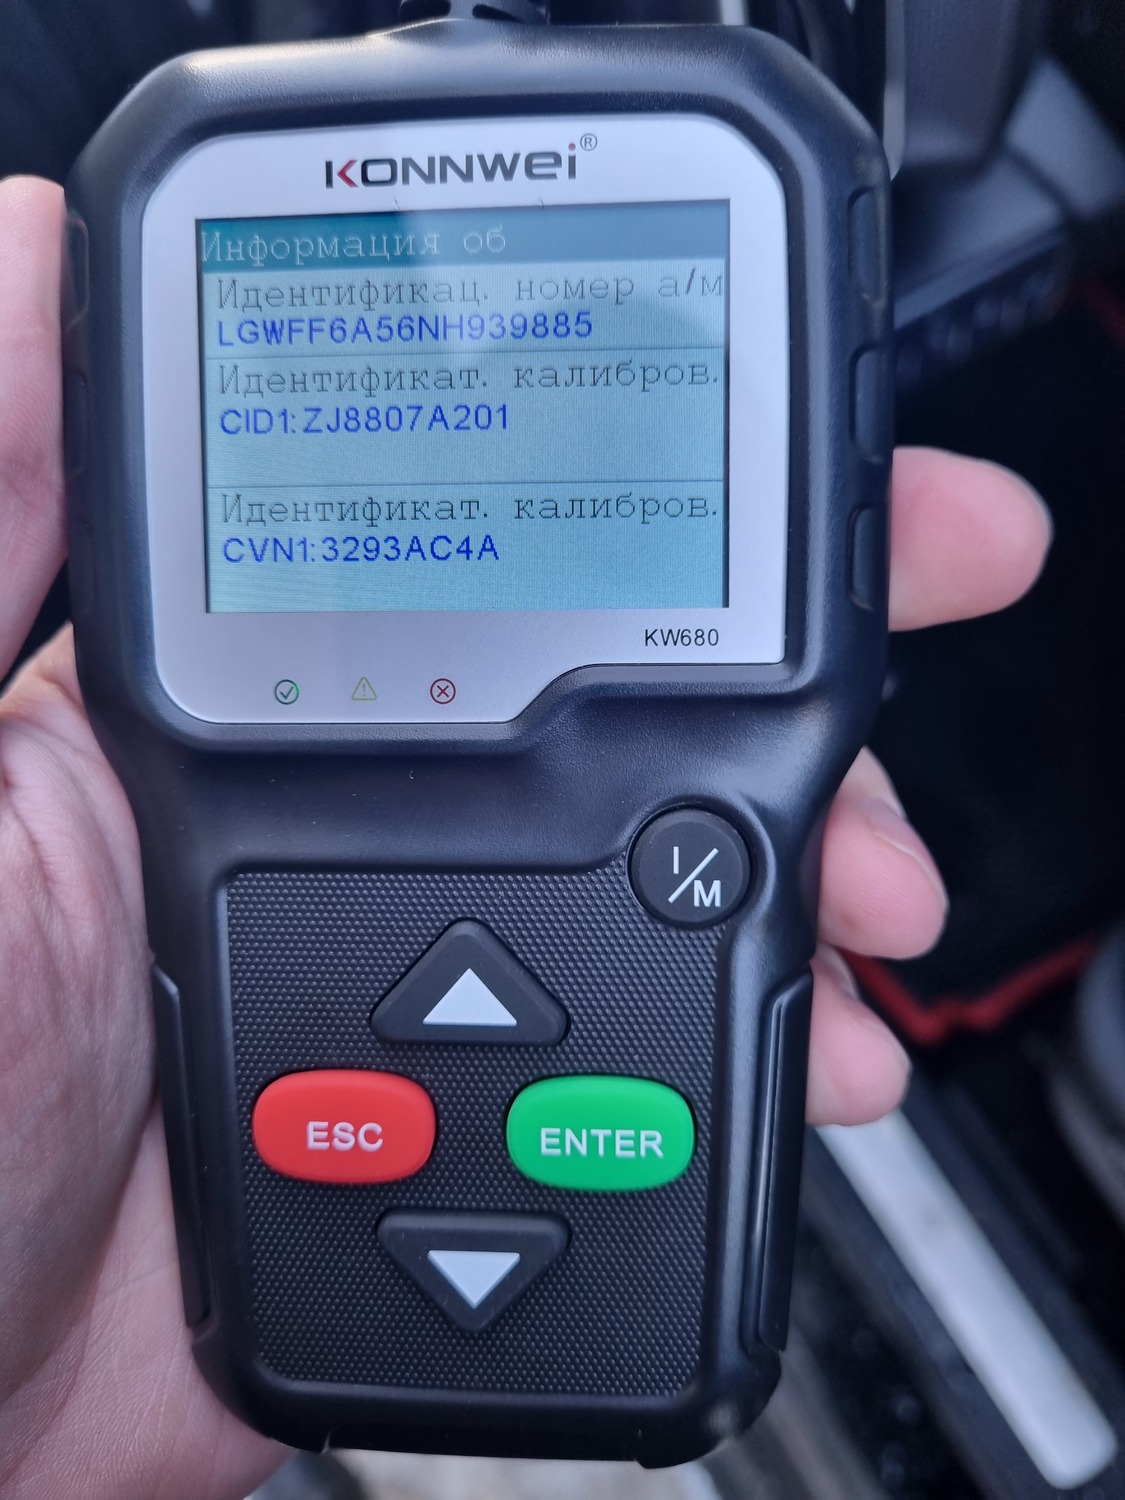 KONNWEI®
Информация об
Идентификац. номер а/м
LGWFF6A56NH939885
Идентификат. калибров.
CID1:ZJ8807A201
Идентификат. калибров.
CVN1:3293AC4A
KW680
I/M
ESC
ENTER